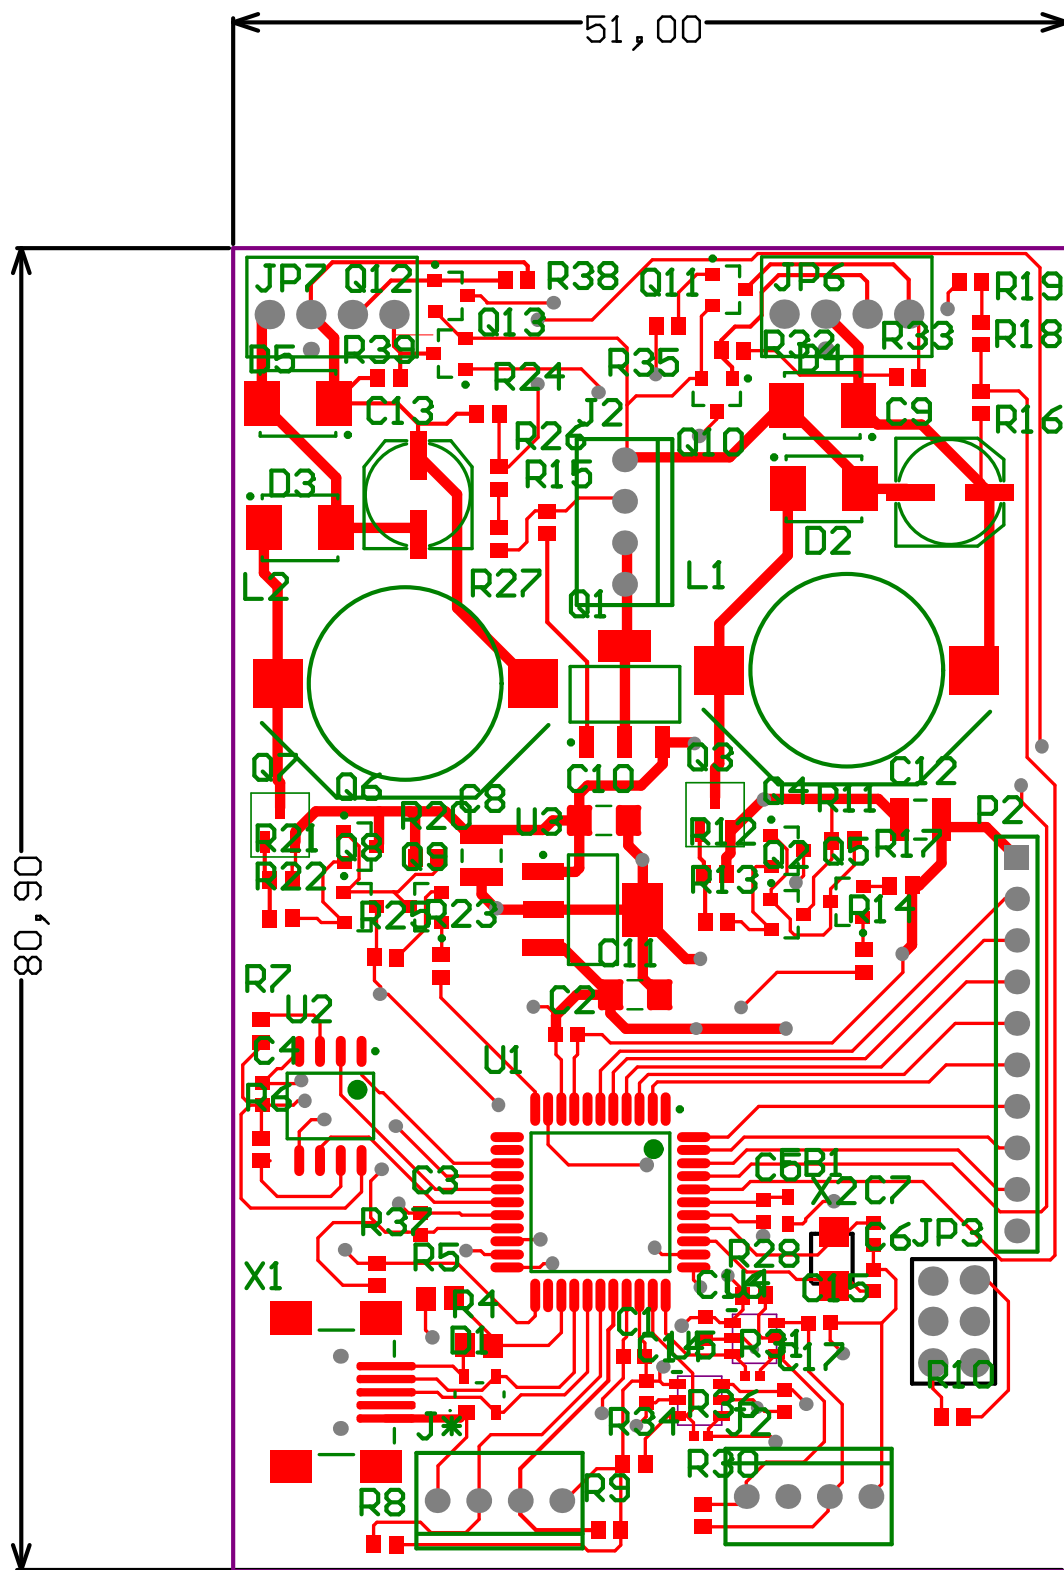 51,00
JP7 Q12 R38 Q11 JP6 R19
Q13 R39 R35 R32 R33 R18
D5 R24 D4
C13 J2 C9 R16
R26 Q10
D3 R15
D2
L2 R27 Q1 L1
Q7 Q6 C8 C10 Q3 Q4 C12
R20 U3 R11 P2
R21 Q8 Q9 R12 Q2 Q5 R17
R22 R13
R25 R23 R14
80,90
R7 C11
U2 C2
C4 U1
R6
C3 C5 B1
X2 C7
R37 C6 JP3
R5 R28
X1 C15
R4 C1
D1 R31 C17
R10
J* R34 R36 J2
R30
R8 R9